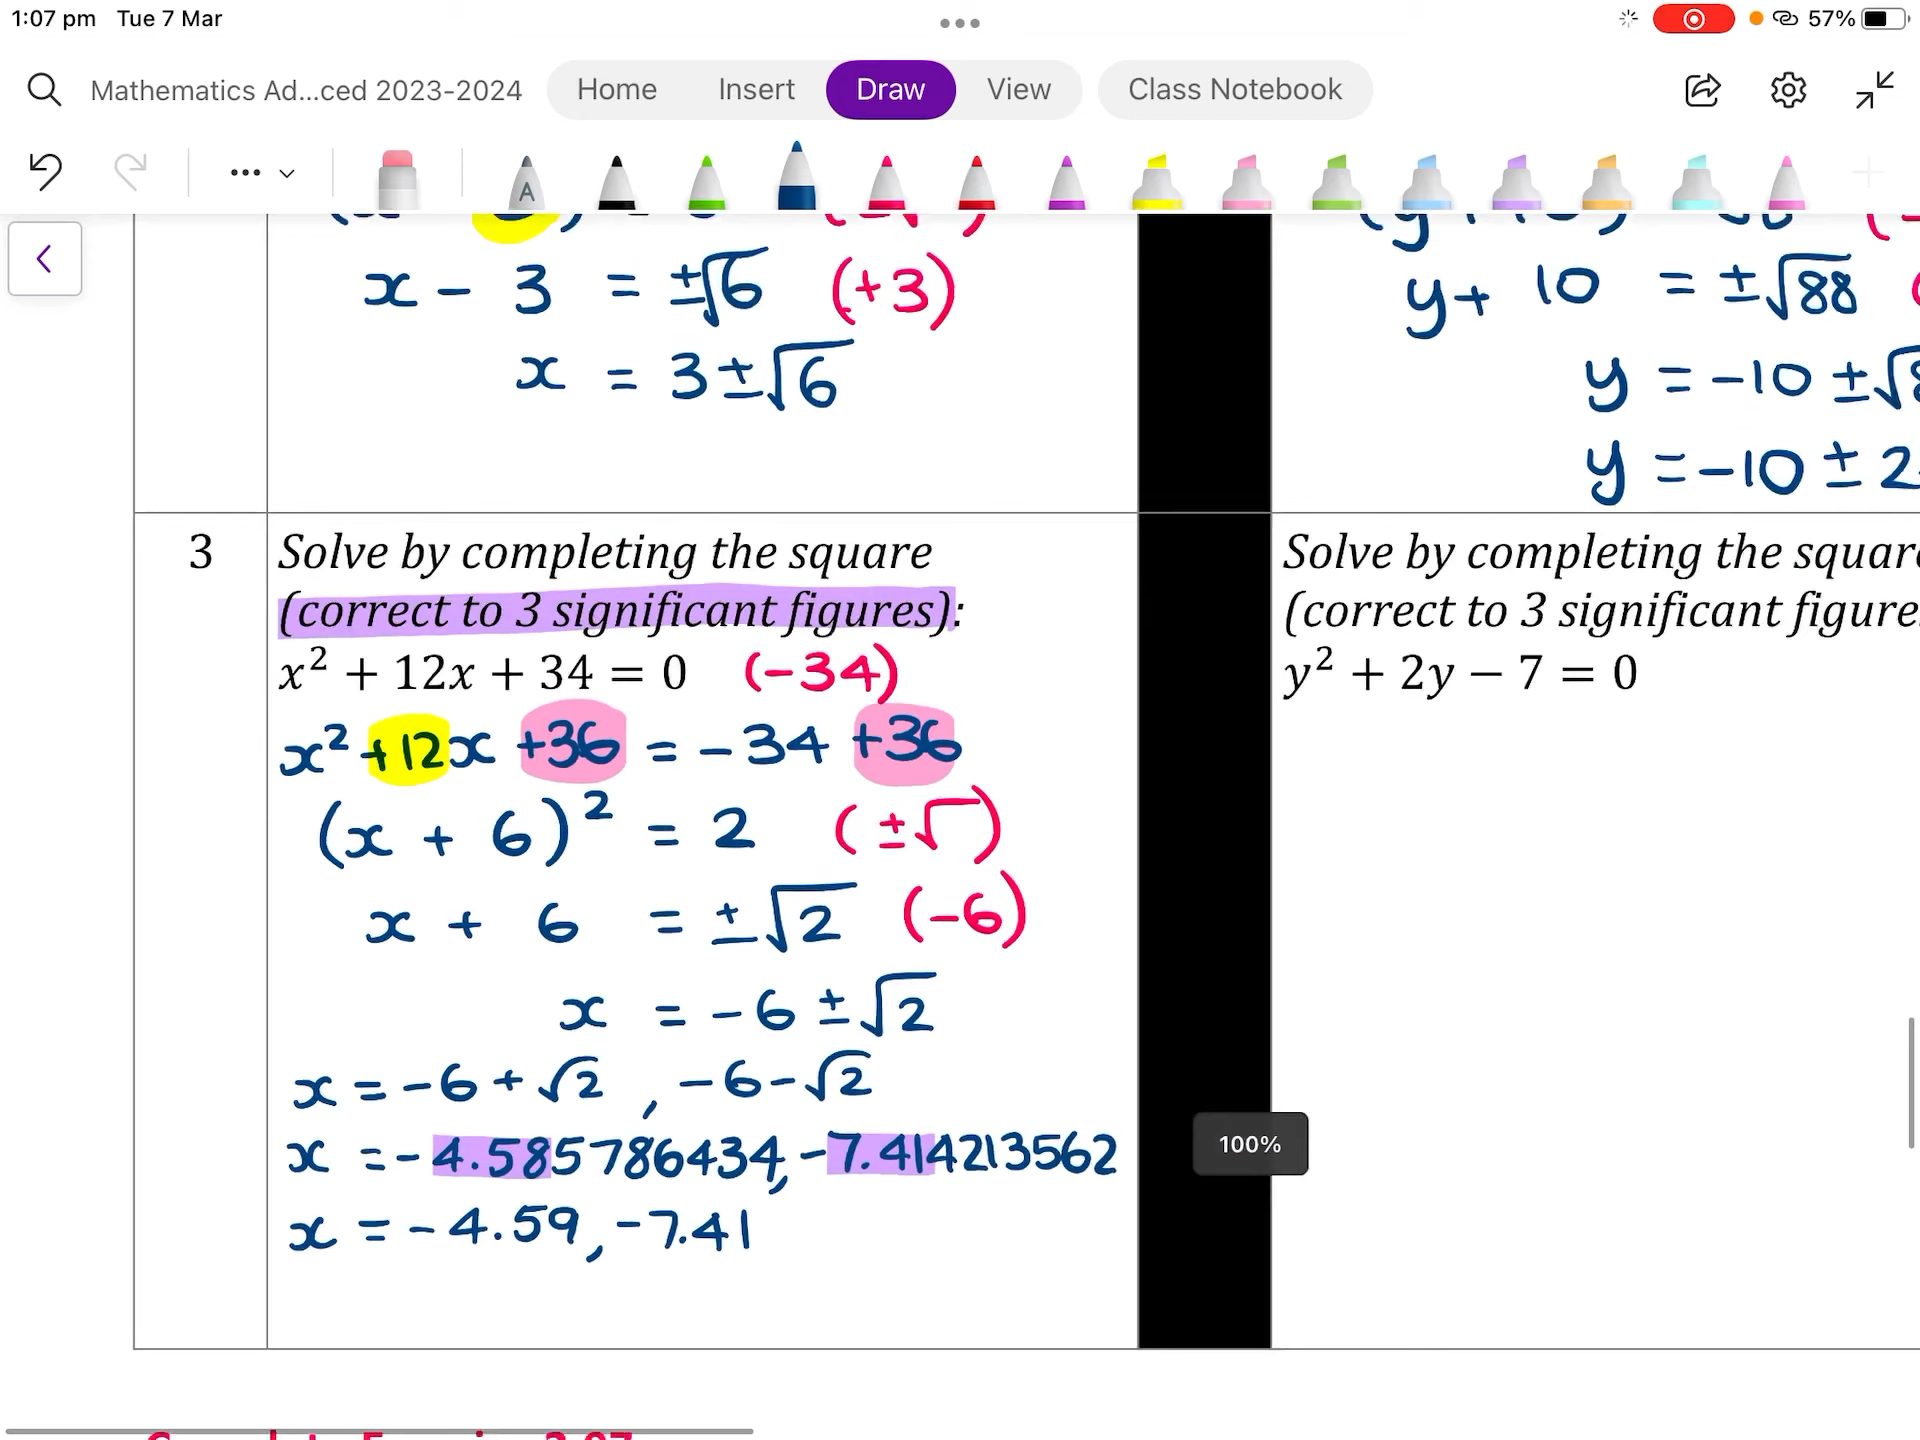 1:07 pm Tue 7 Mar
57%
Mathematics Ad...ced 2023-2024 Home Insert Draw View Class Notebook
A
x - 3 = ±√6 (+3)
x = 3 ± √6
y + 10 = ±√88
y = -10 ± √8
y = -10 ± 2
3
Solve by completing the square
(correct to 3 significant figures):
x² + 12x + 34 = 0 (-34)
x² +12x +36 = -34 +36
(x + 6)² = 2 (±√)
x + 6 = ±√2 (-6)
x = -6 ± √2
x = -6 + √2 , -6 - √2
x = -4.585786434, -7.414213562
x = -4.59, -7.41
Solve by completing the squar
(correct to 3 significant figure
y² + 2y − 7 = 0
100%